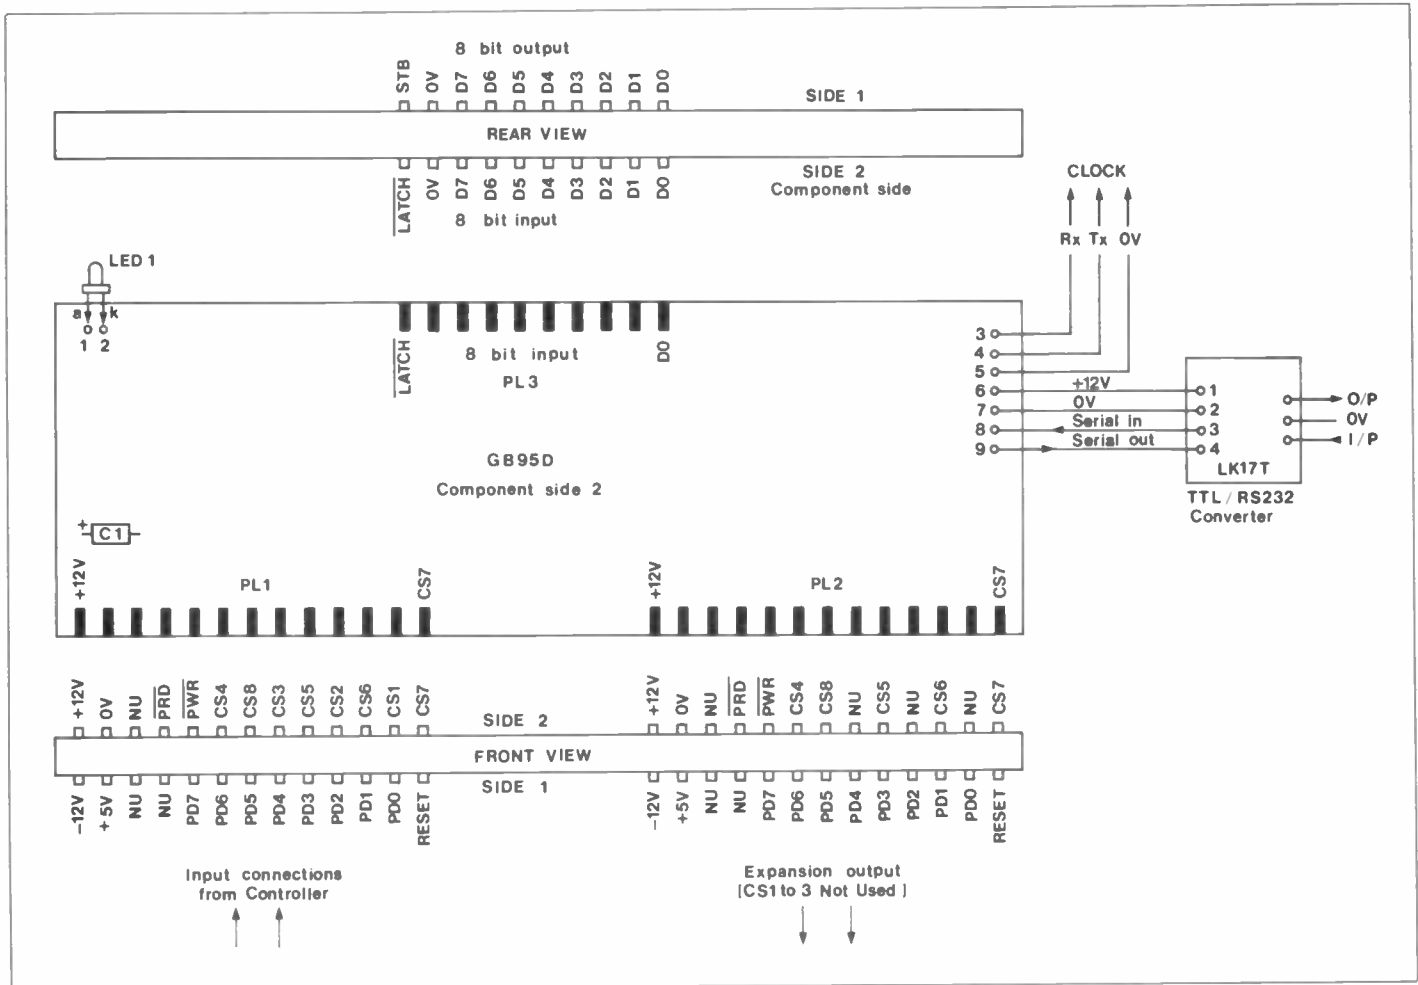 8 bit output
STB 0V D7 D6 D5 D4 D3 D2 D1 D0
SIDE 1
REAR VIEW
SIDE 2
Component side
LATCH 0V D7 D6 D5 D4 D3 D2 D1 D0
8 bit input
CLOCK
Rx Tx 0V
LED 1
a k
1 2
LATCH
8 bit input
D0
PL3
3
4
5
6 +12V 1
7 0V 2
8 Serial in 3
9 Serial out 4
O/P
0V
I/P
LK17T
TTL / RS232
Converter
GB95D
Component side 2
+
C1
+12V PL1 CS7
+12V PL2 CS7
+12V 0V NU PRD PWR CS4 CS8 CS3 CS5 CS2 CS6 CS1 CS7
SIDE 2
+12V 0V NU PRD PWR CS4 CS8 NU CS5 NU CS6 NU CS7
FRONT VIEW
SIDE 1
-12V +5V NU NU PD7 PD6 PD5 PD4 PD3 PD2 PD1 PD0 RESET
-12V +5V NU NU PD7 PD6 PD5 PD4 PD3 PD2 PD1 PD0 RESET
Input connections
from Controller
Expansion output
[CS1 to 3 Not Used]